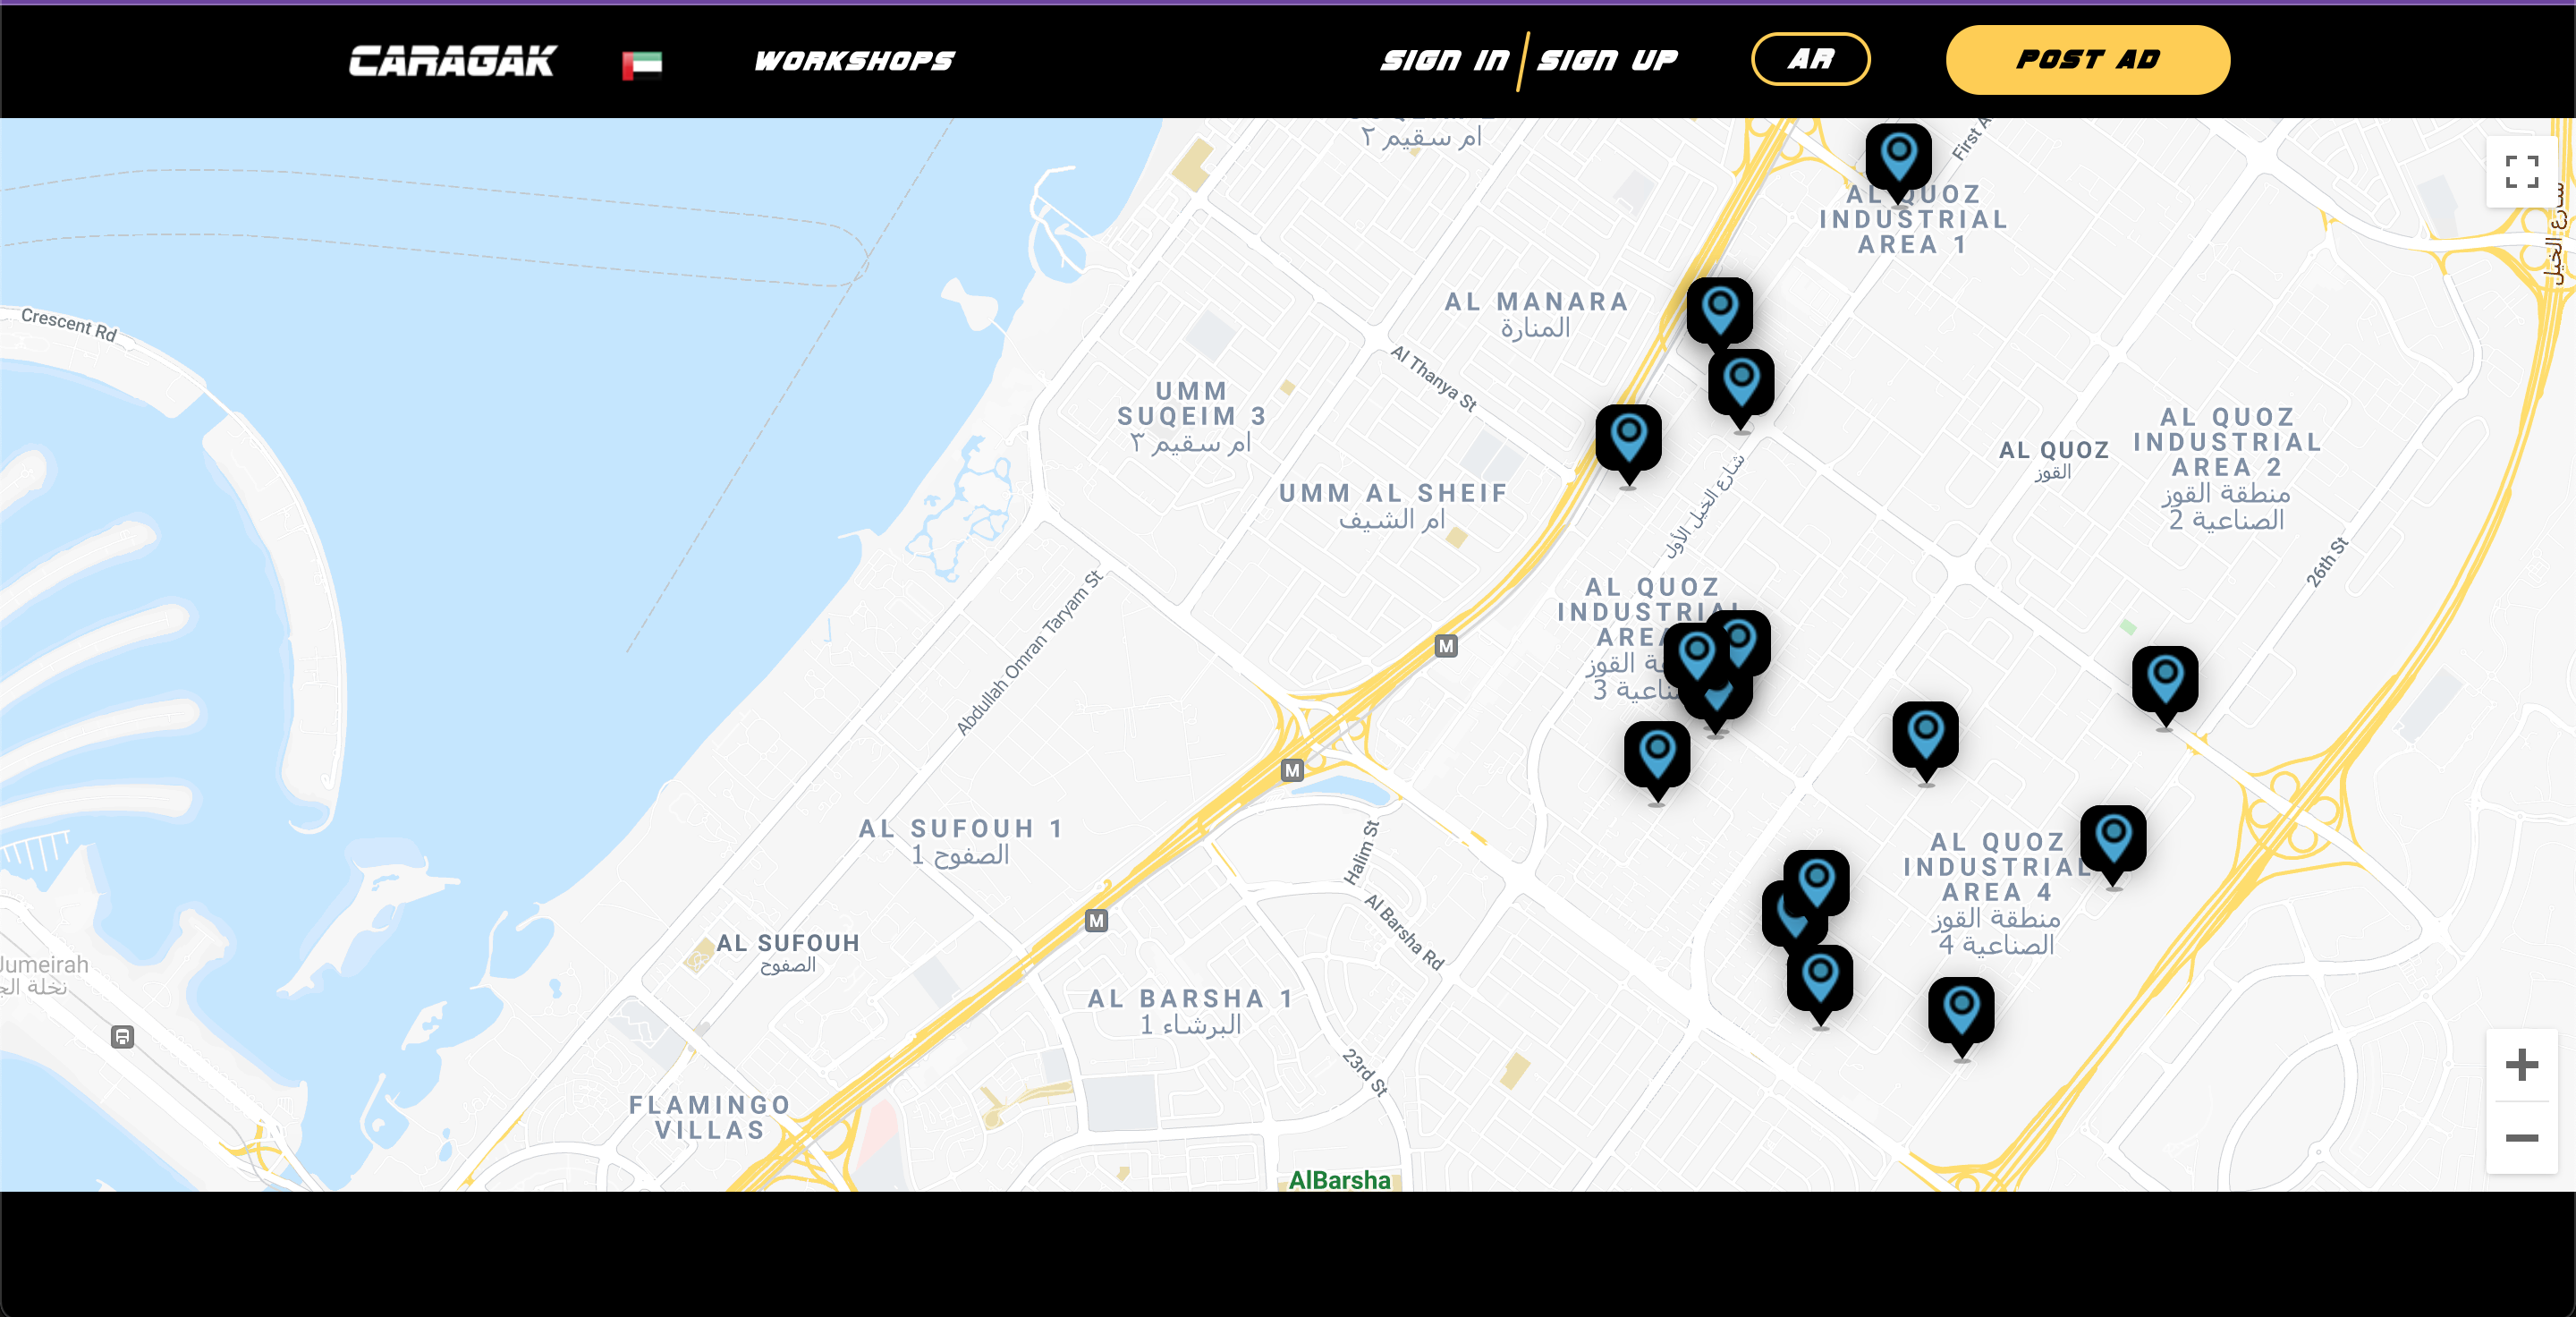 CARAGAK
WORKSHOPS
SIGN IN
SIGN UP
AR
POST AD
ام سقيم ٢
First A
AL QUOZ
INDUSTRIAL
AREA 1
شارع الخيل
Crescent Rd
AL MANARA
المنارة
Al Thanya St
UMM
SUQEIM 3
ام سقيم ٣
UMM AL SHEIF
ام الشيف
AL QUOZ
القوز
AL QUOZ
INDUSTRIAL
AREA 2
منطقة القوز
الصناعية 2
شارع الخيل الأول
26th St
AL QUOZ
INDUSTRIAL
AREA
القوز
3
M
M
M
Abdullah Omran Taryam St
AL SUFOUH 1
الصفوح 1
Halim St
Al Barsha Rd
AL QUOZ
INDUSTRIAL
AREA 4
منطقة القوز
الصناعية 4
AL SUFOUH
الصفوح
Jumeirah
نخلة
AL BARSHA 1
البرشاء 1
23rd St
FLAMINGO
VILLAS
AlBarsha